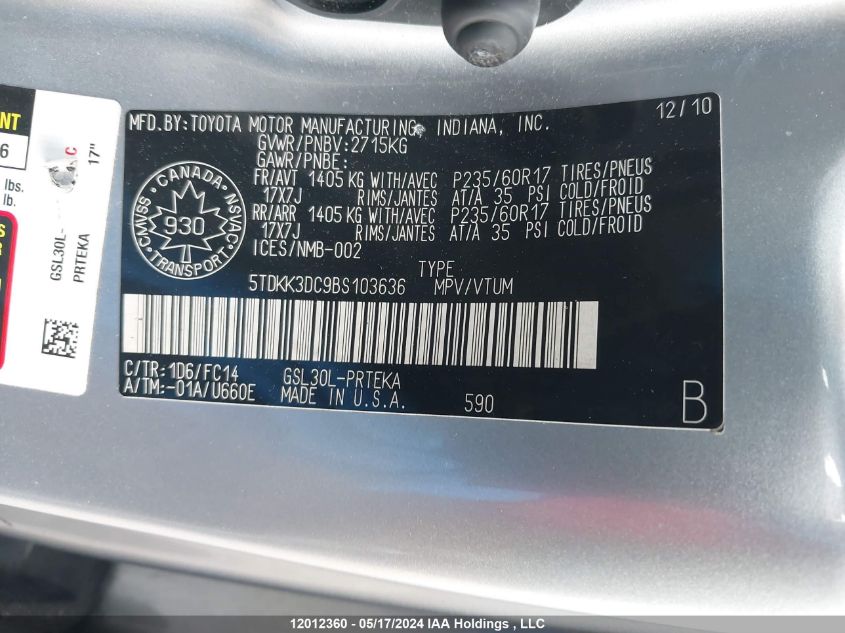 ENT
6
lbs.
lb.
S
R
17"
C
GSL30L-
PRTEKA
MFD.BY:TOYOTA MOTOR MANUFACTURING, INDIANA, INC. 12/10
GVWR/PNBV:2715KG
GAWR/PNBE:
FR/AVT 1405 KG WITH/AVEC P235/60R17 TIRES/PNEUS
17X7J RIMS/JANTES AT/A 35 PSI COLD/FROID
RR/ARR 1405 KG WITH/AVEC P235/60R17 TIRES/PNEUS
17X7J RIMS/JANTES AT/A 35 PSI COLD/FROID
ICES/NMB-002
CANADA
CMVSS 930 NSVAC
TRANSPORT
TYPE
5TDKK3DC9BS103636 MPV/VTUM
C/TR: 1D6/FC14 GSL30L-PRTEKA
A/TM:-01A/U660E MADE IN U.S.A. 590
B
12012360 - 05/17/2024 IAA Holdings , LLC